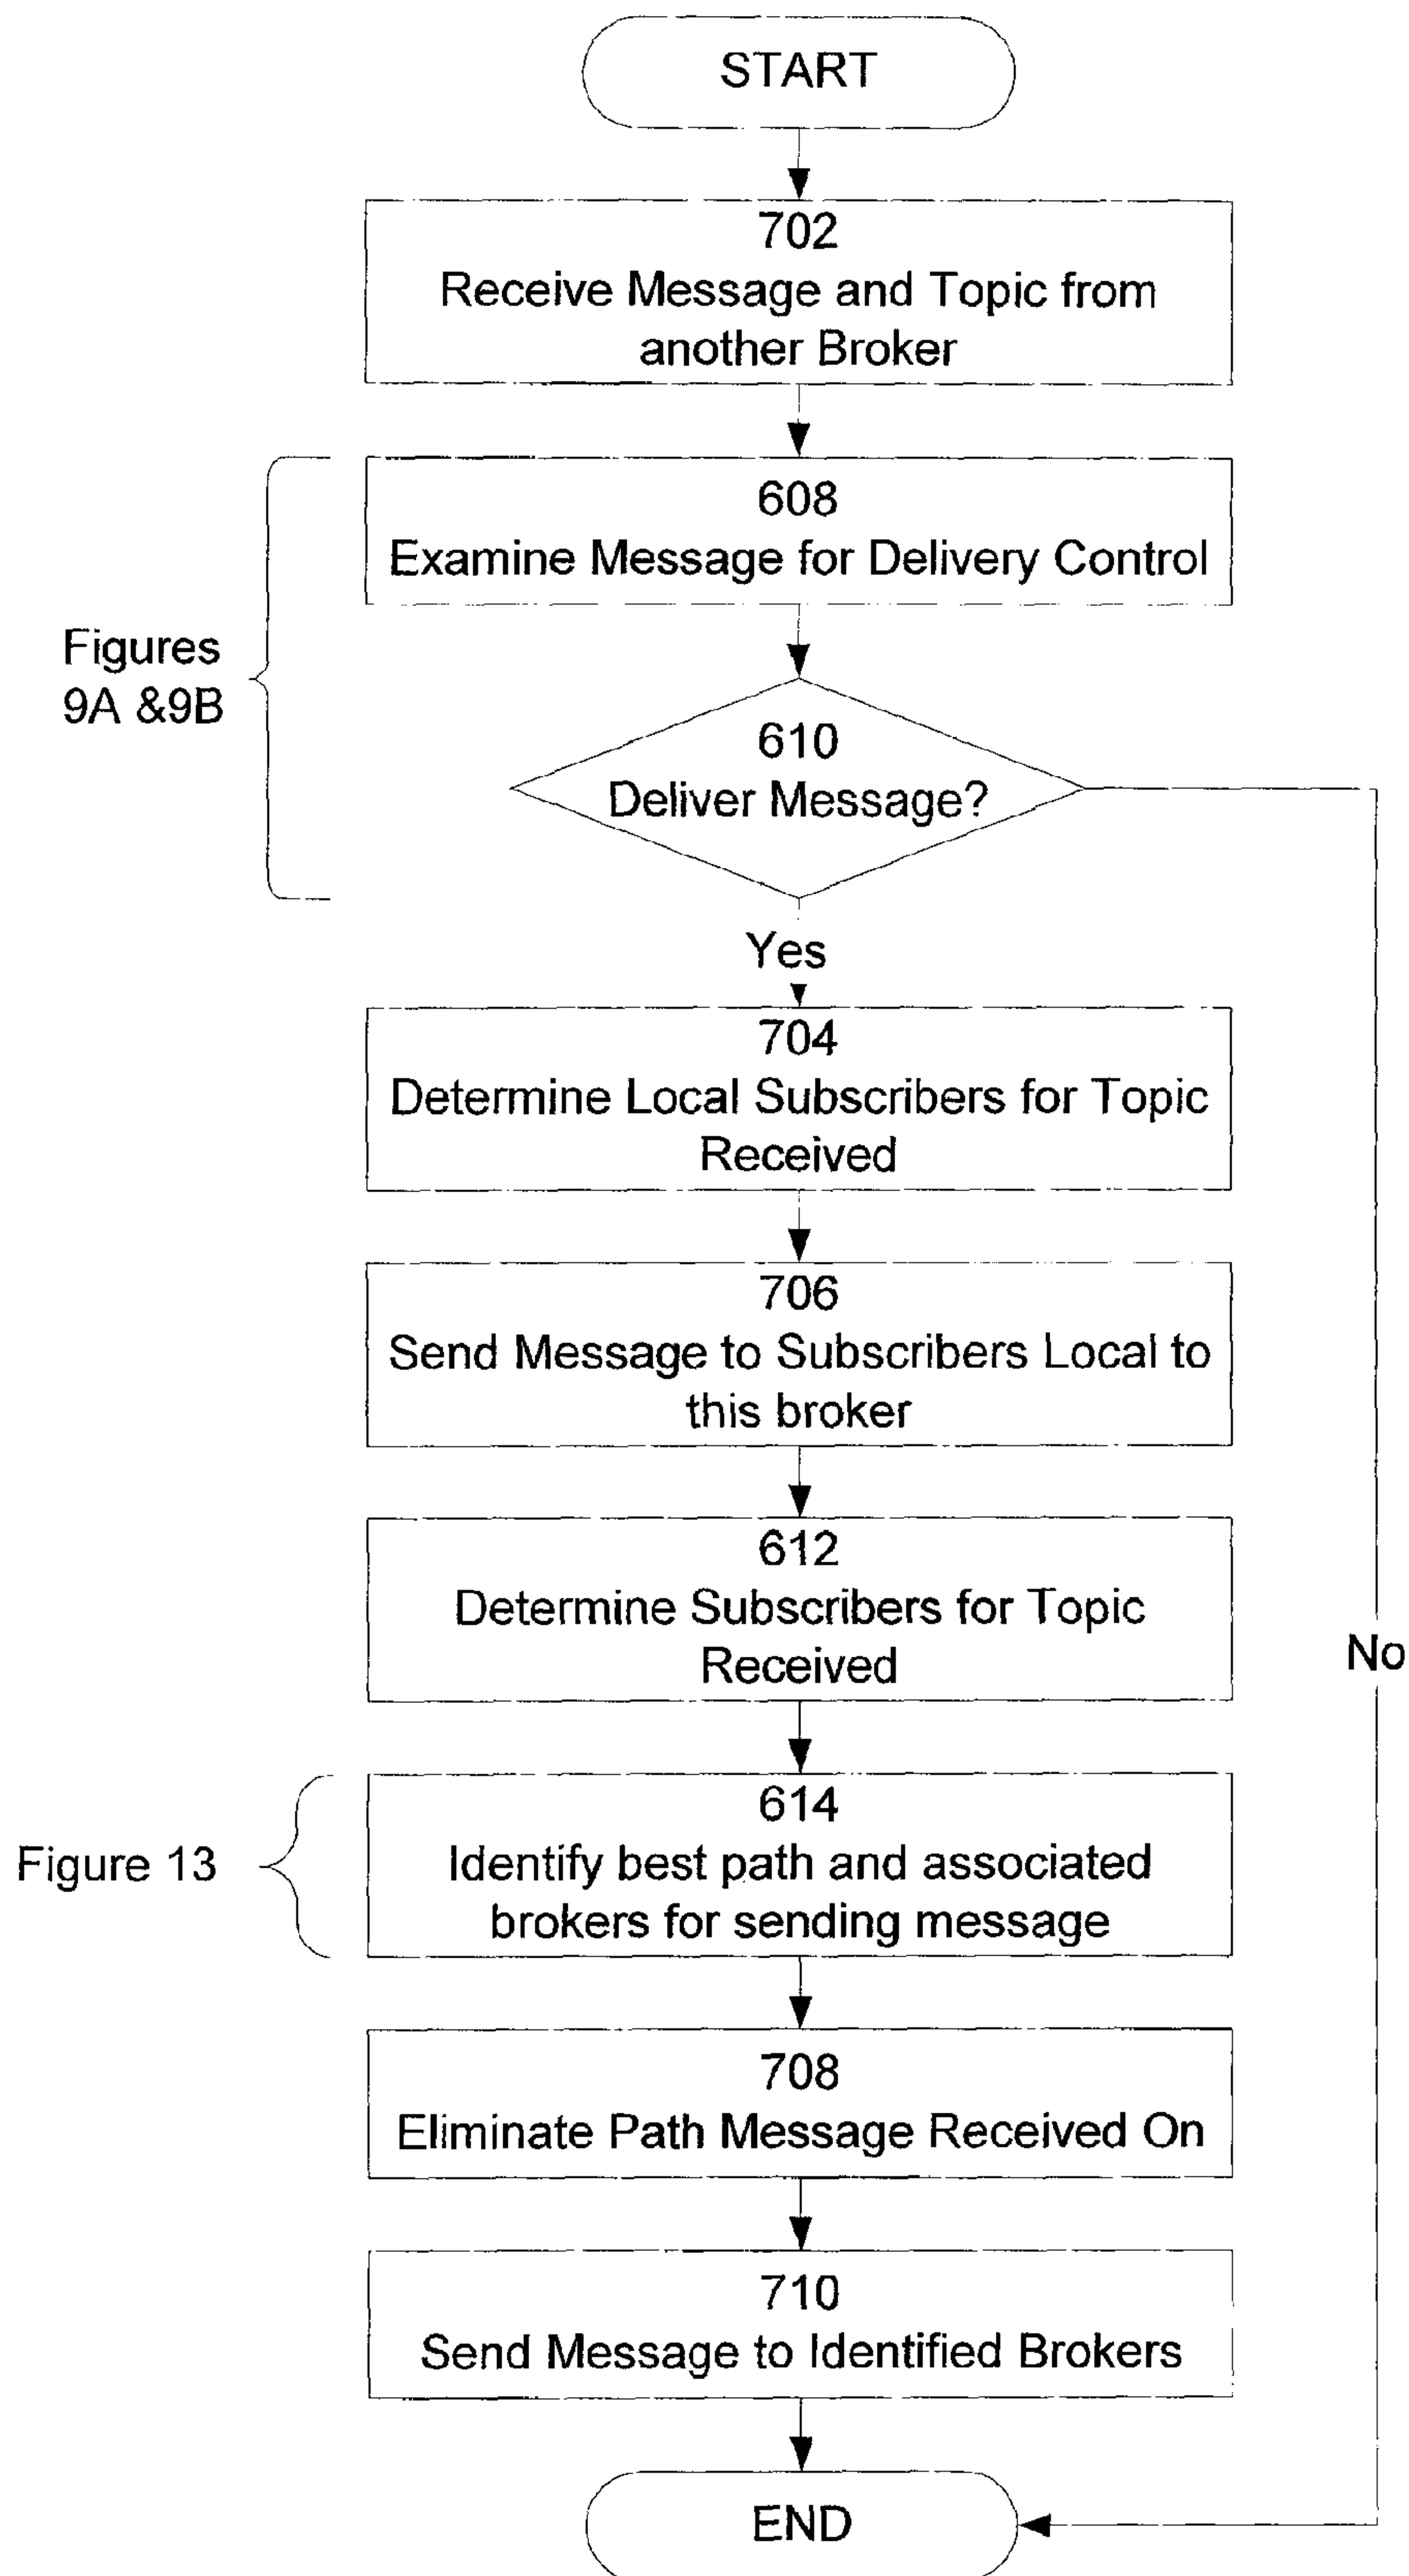 START
702
Receive Message and Topic from
another Broker
608
Examine Message for Delivery Control
Figures
9A &9B
610
Deliver Message?
Yes
704
Determine Local Subscribers for Topic
Received
706
Send Message to Subscribers Local to
this broker
612
Determine Subscribers for Topic
Received
No
614
Identify best path and associated
brokers for sending message
Figure 13
708
Eliminate Path Message Received On
710
Send Message to Identified Brokers
END